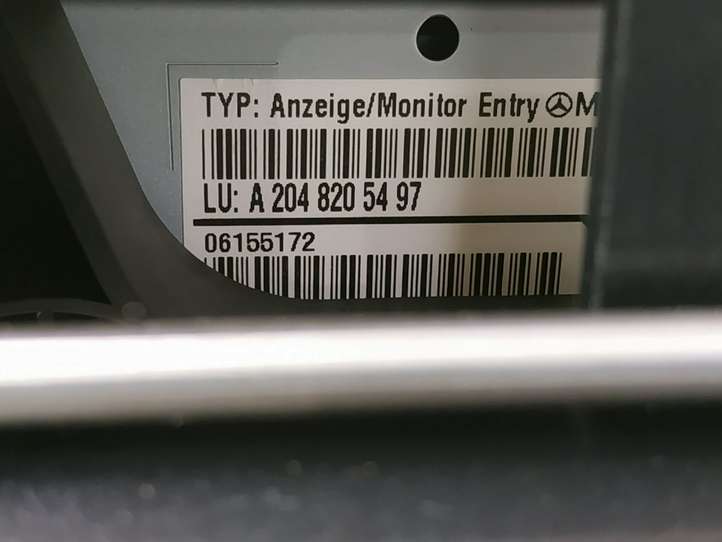 TYP: Anzeige/Monitor Entry M
LU: A 204 820 54 97
06155172